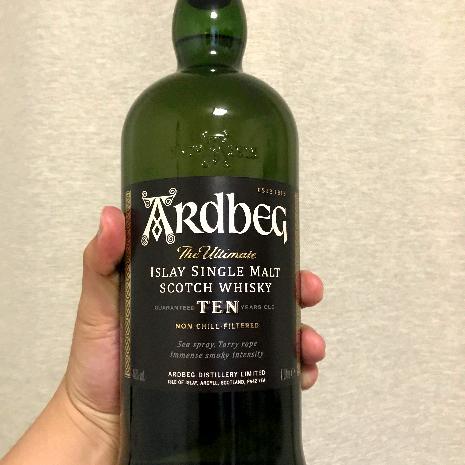 ESTD 1815
ARDBEG
The Ultimate
ISLAY SINGLE MALT
SCOTCH WHISKY
GUARANTEED TEN YEARS OLD
NON CHILL-FILTERED
Sea spray, Tarry rope
immense smoky intensity
ARDBEG DISTILLERY LIMITED
ISLE OF ISLAY, ARGYLL, SCOTLAND, PA42 7EA